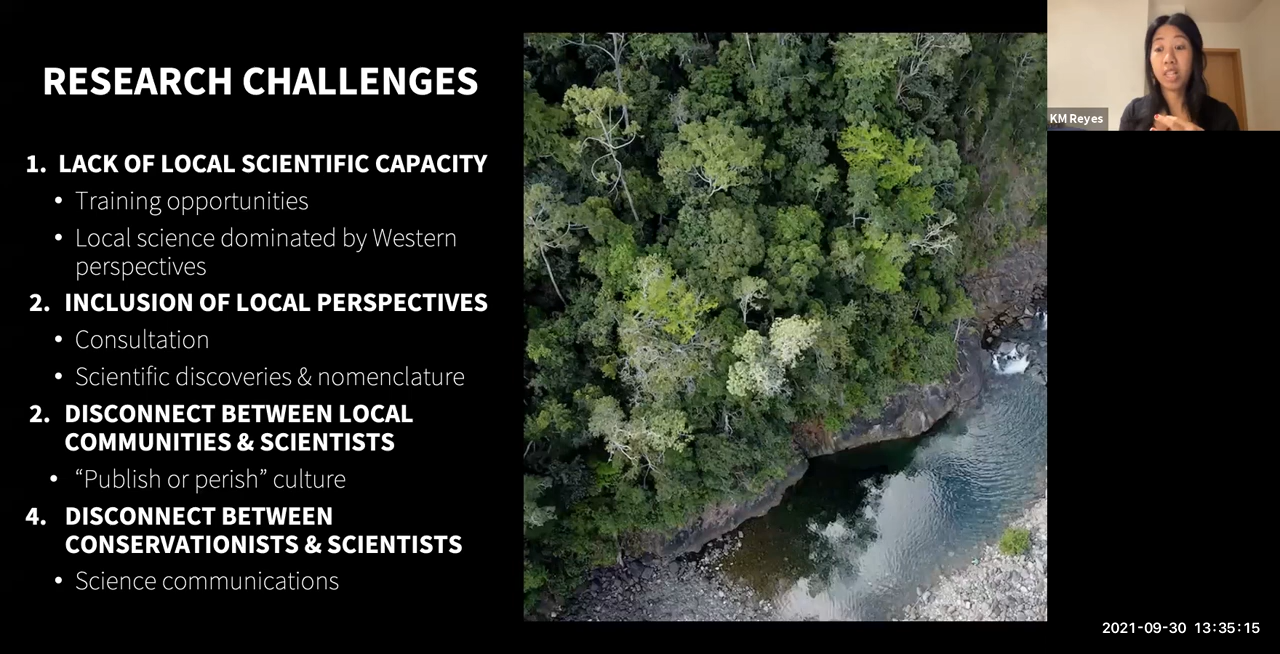 RESEARCH CHALLENGES
1. LACK OF LOCAL SCIENTIFIC CAPACITY
• Training opportunities
• Local science dominated by Western
perspectives
2. INCLUSION OF LOCAL PERSPECTIVES
• Consultation
• Scientific discoveries & nomenclature
2. DISCONNECT BETWEEN LOCAL
COMMUNITIES & SCIENTISTS
• “Publish or perish” culture
4. DISCONNECT BETWEEN
CONSERVATIONISTS & SCIENTISTS
• Science communications
KM Reyes
2021-09-30 13:35:15